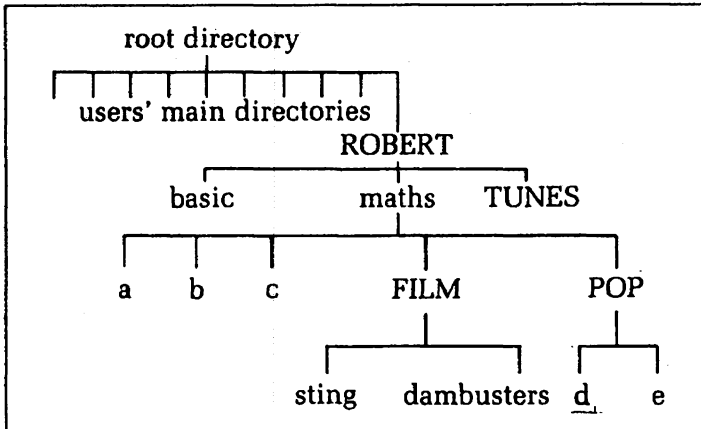 root directory
users' main directories
ROBERT
basic maths TUNES
a b c FILM POP
sting dambusters d e